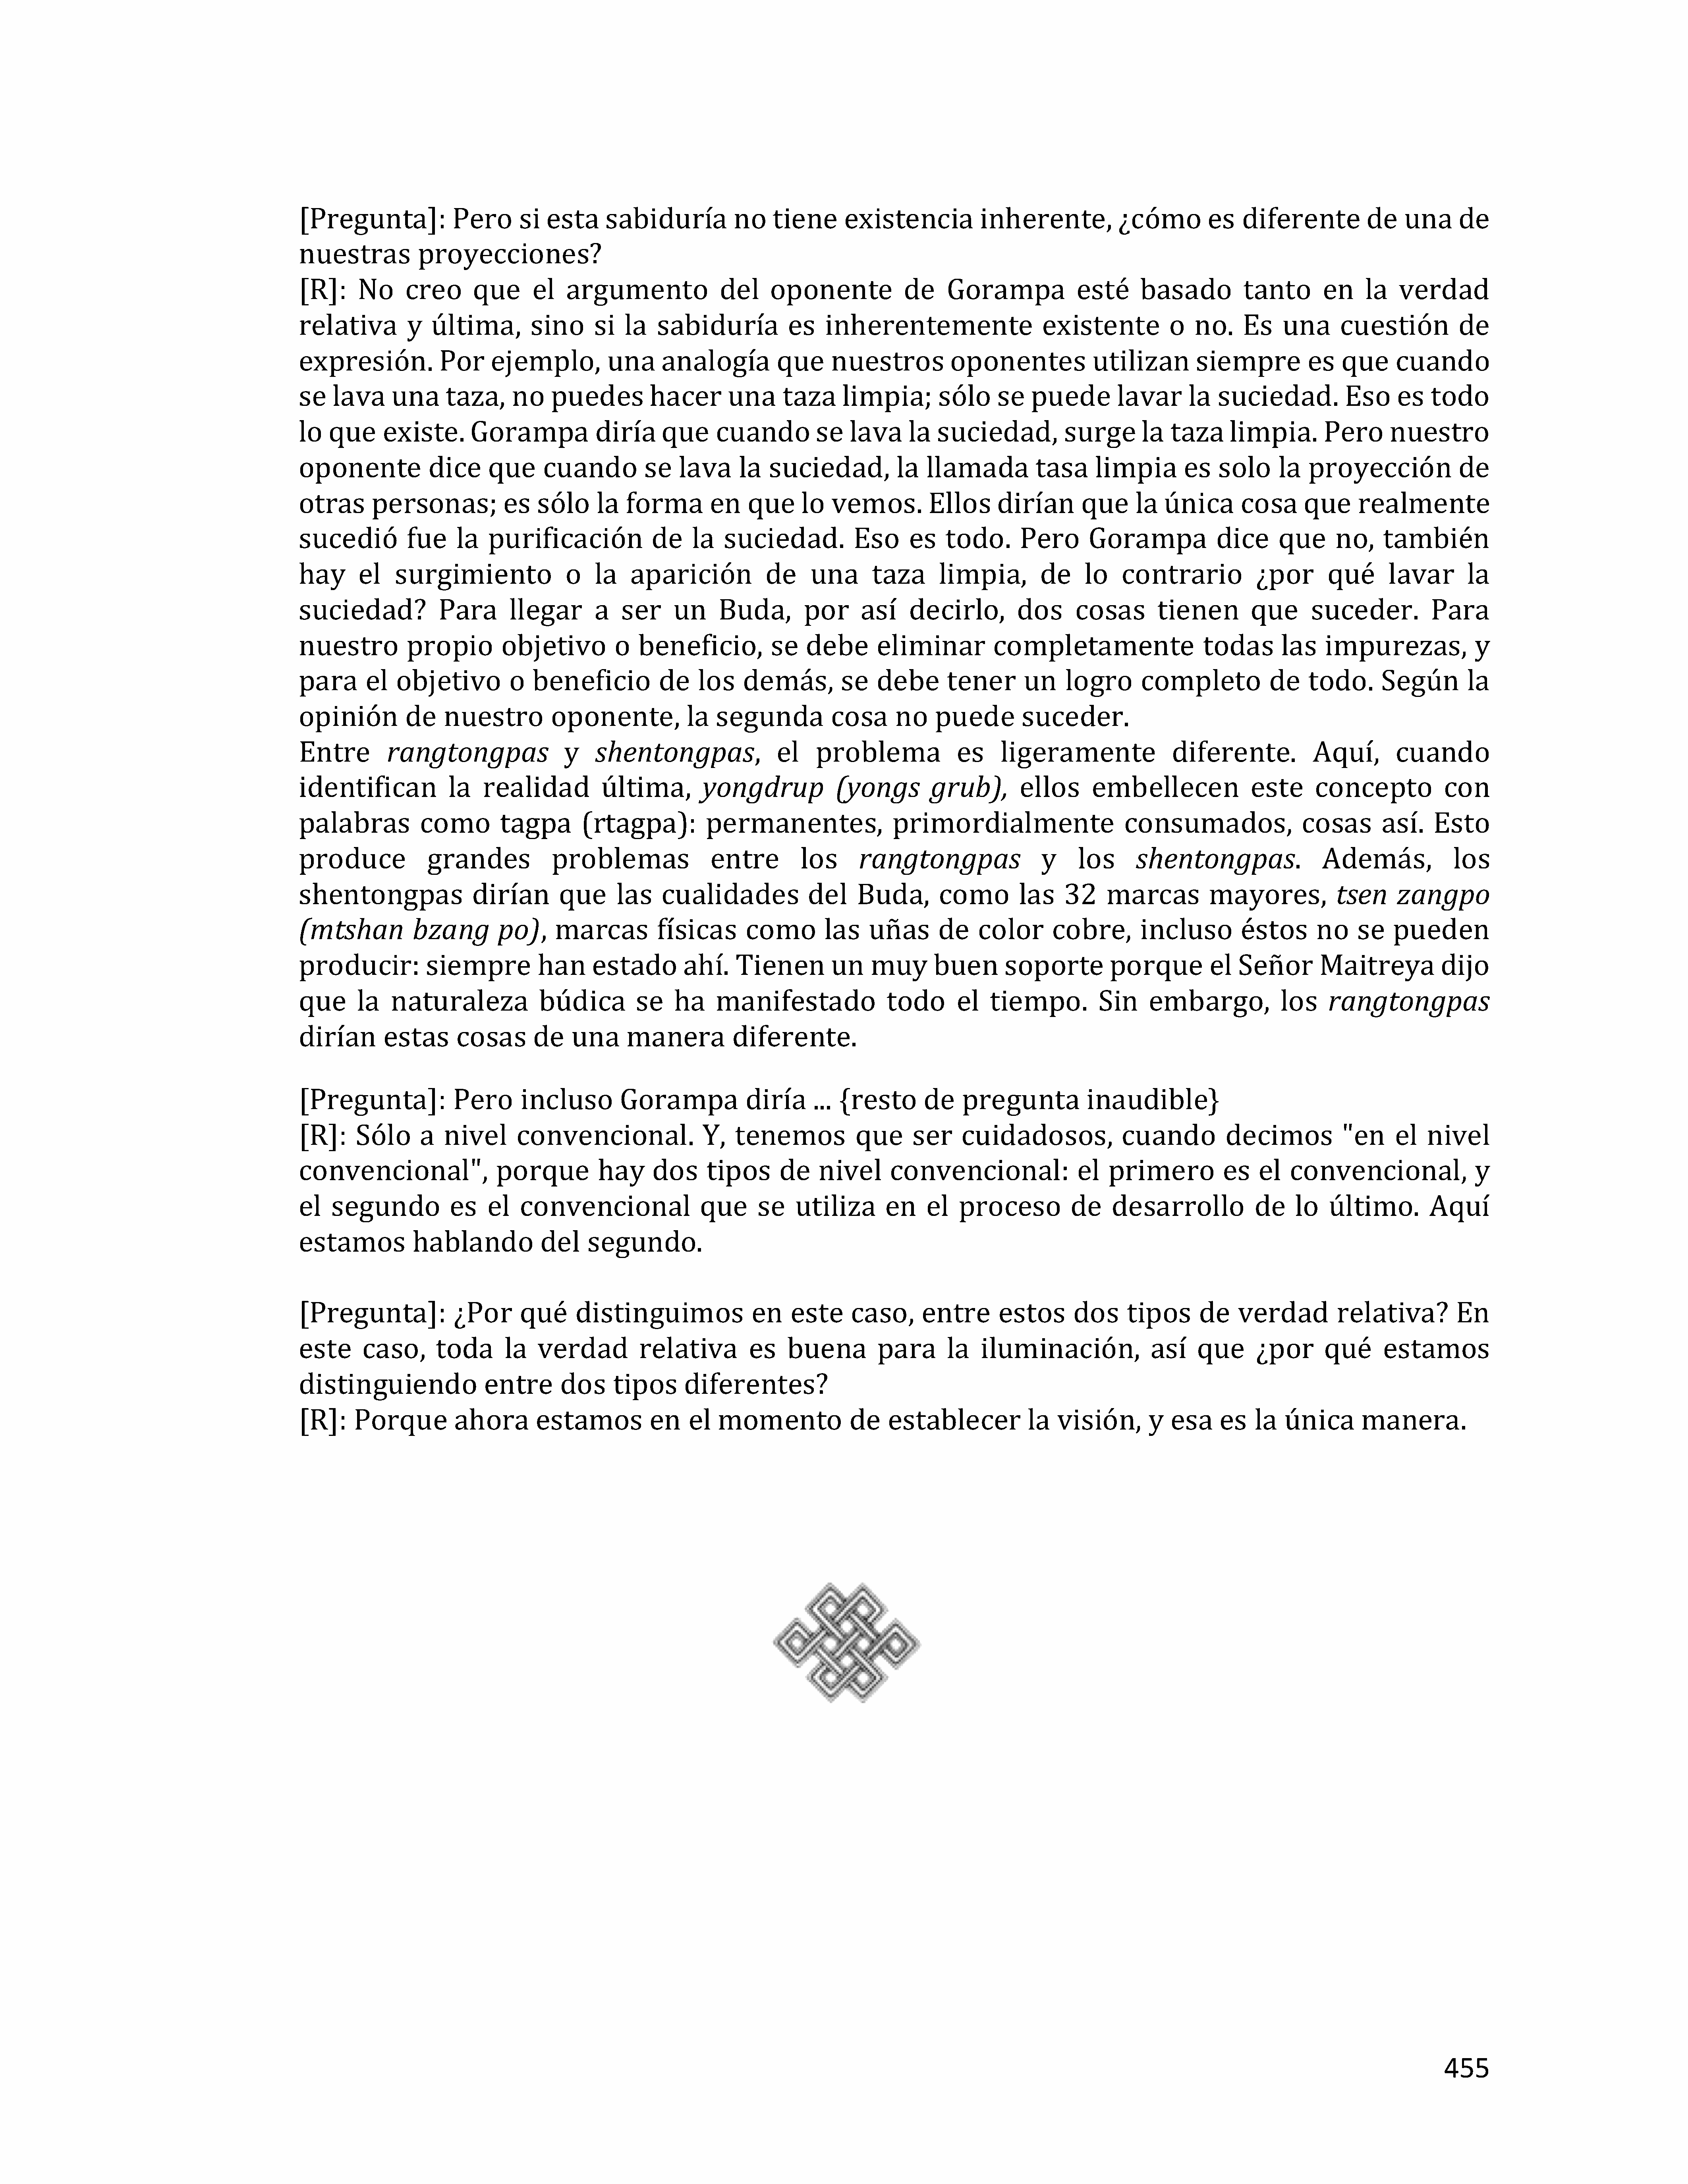 [Pregunta]: Pero si esta sabiduría no tiene existencia inherente, ¿cómo es diferente de una de
nuestras proyecciones?
[R]: No creo que el argumento del oponente de Gorampa esté basado tanto en la verdad
relativa y última, sino si la sabiduría es inherentemente existente o no. Es una cuestión de
expresión. Por ejemplo, una analogía que nuestros oponentes utilizan siempre es que cuando
se lava una taza, no puedes hacer una taza limpia; sólo se puede lavar la suciedad. Eso es todo
lo que existe. Gorampa diría que cuando se lava la suciedad, surge la taza limpia. Pero nuestro
oponente dice que cuando se lava la suciedad, la llamada tasa limpia es solo la proyección de
otras personas; es sólo la forma en que lo vemos. Ellos dirían que la única cosa que realmente
sucedió fue la purificación de la suciedad. Eso es todo. Pero Gorampa dice que no, también
hay el surgimiento o la aparición de una taza limpia, de lo contrario ¿por qué lavar la
suciedad? Para llegar a ser un Buda, por así decirlo, dos cosas tienen que suceder. Para
nuestro propio objetivo o beneficio, se debe eliminar completamente todas las impurezas, y
para el objetivo o beneficio de los demás, se debe tener un logro completo de todo. Según la
opinión de nuestro oponente, la segunda cosa no puede suceder.
Entre rangtongpas y shentongpas, el problema es ligeramente diferente. Aquí, cuando
identifican la realidad última, yongdrup (yongs grub), ellos embellecen este concepto con
palabras como tagpa (rtagpa): permanentes, primordialmente consumados, cosas así. Esto
produce grandes problemas entre los rangtongpas y los shentongpas. Además, los
shentongpas dirían que las cualidades del Buda, como las 32 marcas mayores, tsen zangpo
(mtshan bzang po), marcas físicas como las uñas de color cobre, incluso éstos no se pueden
producir: siempre han estado ahí. Tienen un muy buen soporte porque el Señor Maitreya dijo
que la naturaleza búdica se ha manifestado todo el tiempo. Sin embargo, los rangtongpas
dirían estas cosas de una manera diferente.
[Pregunta]: Pero incluso Gorampa diría ... {resto de pregunta inaudible}
[R]: Sólo a nivel convencional. Y, tenemos que ser cuidadosos, cuando decimos "en el nivel
convencional", porque hay dos tipos de nivel convencional: el primero es el convencional, y
el segundo es el convencional que se utiliza en el proceso de desarrollo de lo último. Aquí
estamos hablando del segundo.
[Pregunta]: ¿Por qué distinguimos en este caso, entre estos dos tipos de verdad relativa? En
este caso, toda la verdad relativa es buena para la iluminación, así que ¿por qué estamos
distinguiendo entre dos tipos diferentes?
[R]: Porque ahora estamos en el momento de establecer la visión, y esa es la única manera.
455